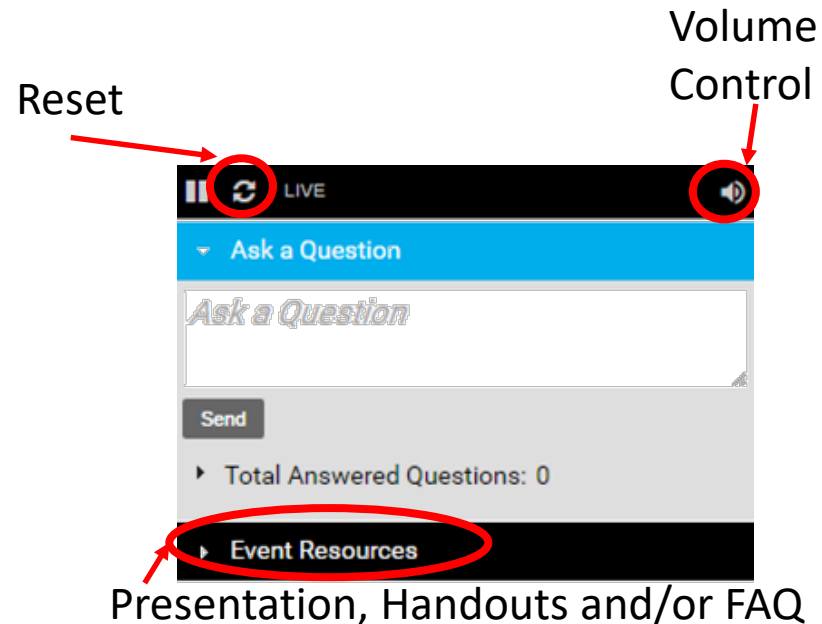 Volume
Control
Reset
LIVE
Ask a Question
Ask a Question
Send
Total Answered Questions: 0
Event Resources
Presentation, Handouts and/or FAQ